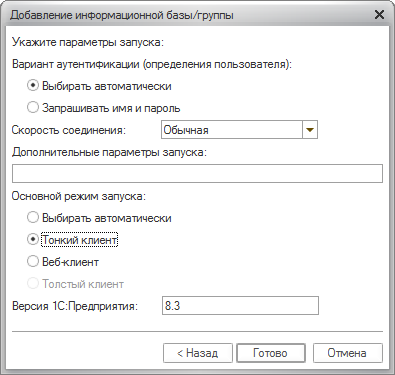 Добавление информационной базы/группы
Укажите параметры запуска:
Вариант аутентификации (определения пользователя):
Выбирать автоматически
Запрашивать имя и пароль
Скорость соединения: Обычная
Дополнительные параметры запуска:
Основной режим запуска:
Выбирать автоматически
Тонкий клиент
Веб-клиент
Толстый клиент
Версия 1С:Предприятия: 8.3
< Назад Готово Отмена